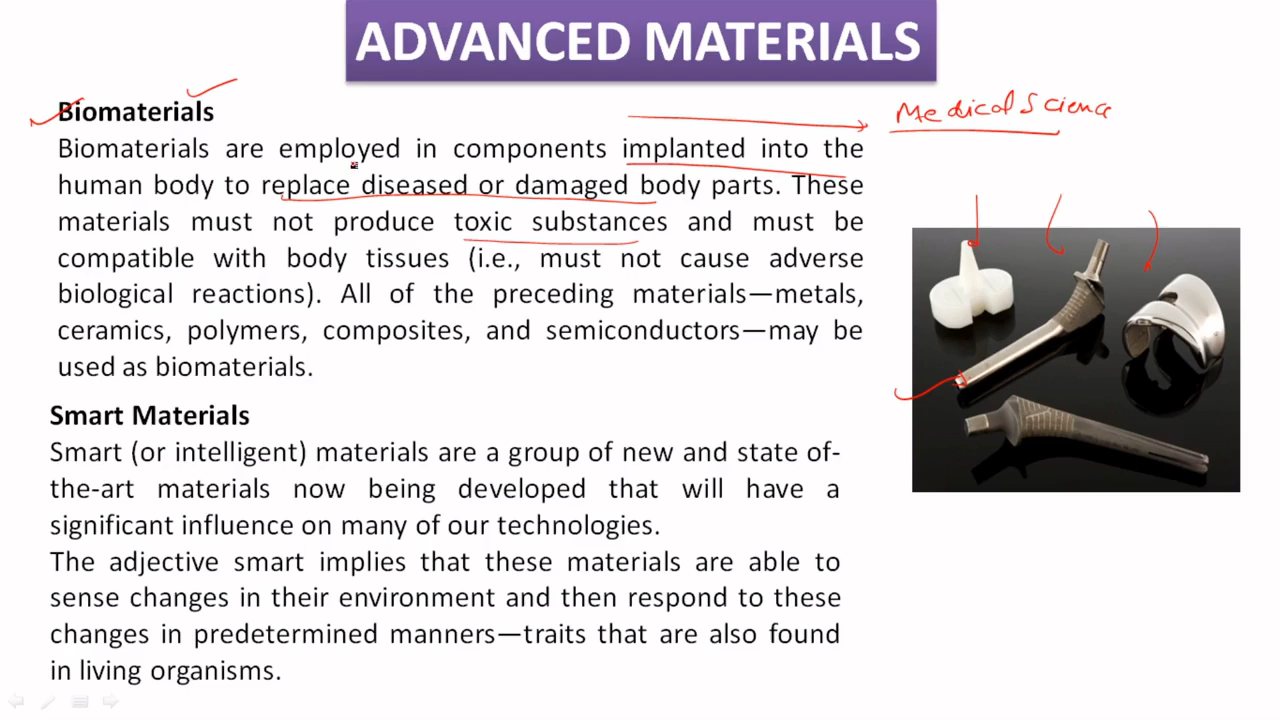 ADVANCED MATERIALS
Biomaterials
Medical Science
Biomaterials are employed in components implanted into the
human body to replace diseased or damaged body parts. These
materials must not produce toxic substances and must be
compatible with body tissues (i.e., must not cause adverse
biological reactions). All of the preceding materials—metals,
ceramics, polymers, composites, and semiconductors—may be
used as biomaterials.
Smart Materials
Smart (or intelligent) materials are a group of new and state of-
the-art materials now being developed that will have a
significant influence on many of our technologies.
The adjective smart implies that these materials are able to
sense changes in their environment and then respond to these
changes in predetermined manners—traits that are also found
in living organisms.